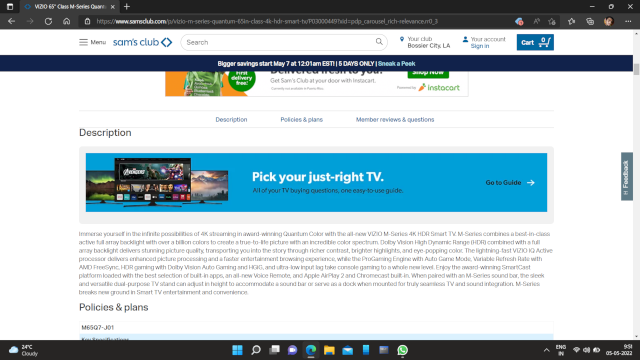 VIZIO 65" Class M-Series Quant
https://www.samsclub.com/p/vizio-m-series-quantum-65in-class-4k-hdr-smart-tv/P03000449?xid=pdp_carousel_rich-relevance.rr0_3
Menu
sam's club
Search
Your club
Bossier City, LA
Your account
Sign in
Cart 0
Bigger savings start May 7 at 12:01am EST! | 5 DAYS ONLY | Sneak a Peek
First delivery free!
Delivered fresh to you!
Get Sam's Club at your door with Instacart.
Shop Now
Powered by instacart
Description
Policies & plans
Member reviews & questions
Description
Pick your just-right TV.
All of your TV buying questions, one easy-to-use guide.
Go to Guide
Feedback
Immerse yourself in the infinite possibilities of 4K streaming in award-winning Quantum Color with the all-new VIZIO M-Series 4K HDR Smart TV. M-Series combines a best-in-class
active full array backlight with over a billion colors to create a true-to-life picture with an incredible color spectrum. Dolby Vision High Dynamic Range (HDR) combined with a full
array backlight delivers stunning picture quality, transporting you into the story through richer contrast, brighter highlights, and eye-popping color. The lightning-fast VIZIO IQ Active
processor delivers enhanced picture processing and a faster entertainment browsing experience, while the ProGaming Engine with Auto Game Mode, Variable Refresh Rate with
AMD FreeSync, HDR gaming with Dolby Vision Auto Gaming and HGIG, and ultra-low input lag take console gaming to a whole new level. Enjoy the award-winning SmartCast
platform loaded with the best selection of built-in apps, an all-new Voice Remote, and Apple AirPlay 2 and Chromecast built-in. When paired with an M-Series sound bar, the sleek
and versatile dual-purpose TV stand can adjust in height to accommodate a sound bar or serve as a dock when mounted for truly seamless TV and sound integration. M-Series
breaks new ground in Smart TV entertainment and convenience.
Policies & plans
M65Q7-J01
Key Specifications
24°C
Cloudy
ENG
IN
9:51
05-05-2022